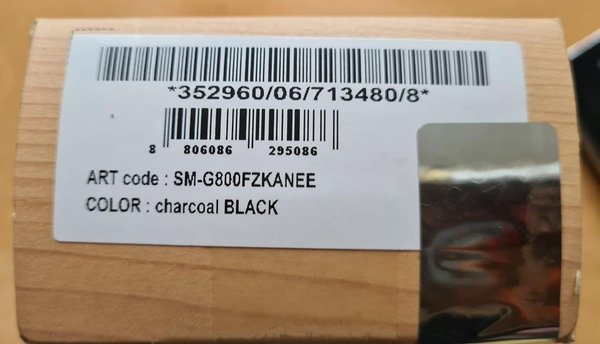 *352960/06/713480/8*
8 806086 295086
ART code : SM-G800FZKANEE
COLOR : charcoal BLACK